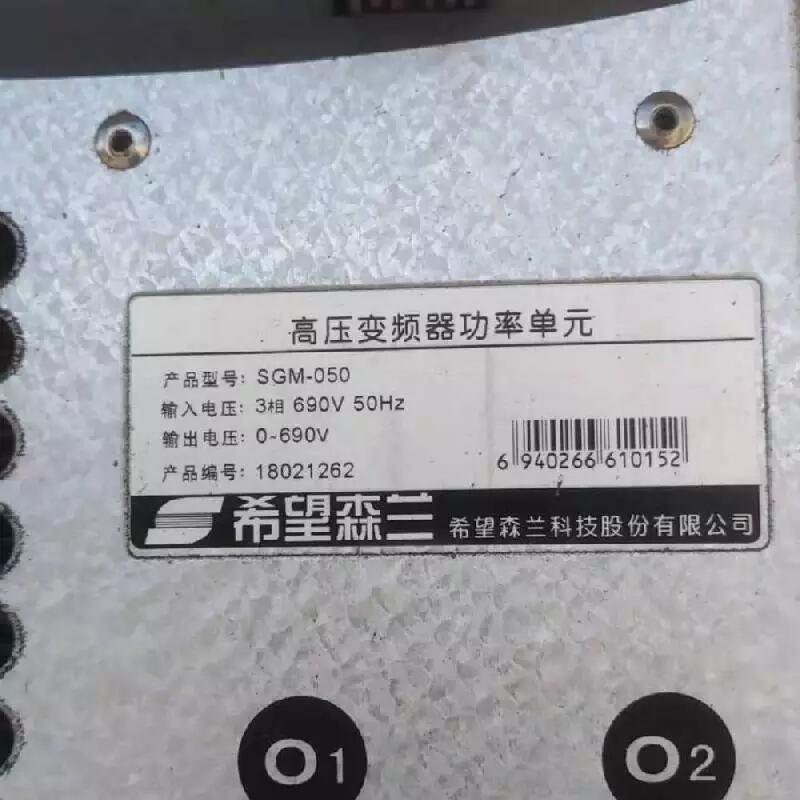 高压变频器功率单元
产品型号: SGM-050
输入电压: 3相 690V 50Hz
输出电压: 0-690V
产品编号: 18021262
6 940266 610152
希望森兰 希望森兰科技股份有限公司
O1 O2